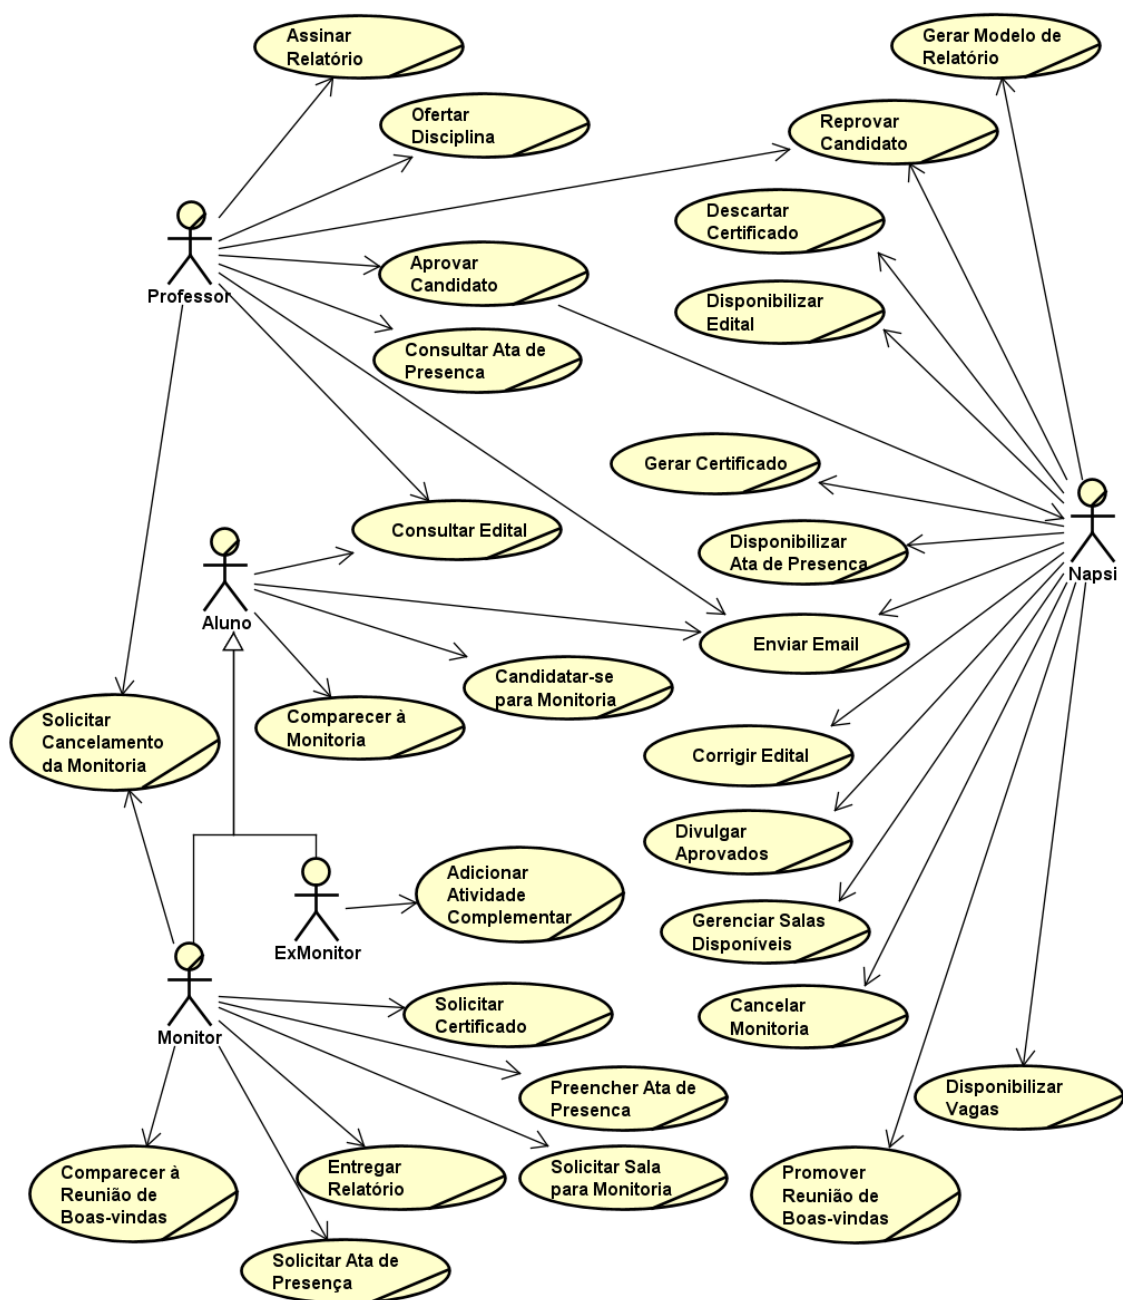 Assinar
Relatório
Gerar Modelo de
Relatório
Ofertar
Disciplina
Reprovar
Candidato
Descartar
Certificado
Professor
Aprovar
Candidato
Disponibilizar
Edital
Consultar Ata de
Presenca
Gerar Certificado
Consultar Edital
Disponibilizar
Ata de Presenca
Napsi
Aluno
Enviar Email
Candidatar-se
para Monitoria
Solicitar
Cancelamento
da Monitoria
Comparecer à
Monitoria
Corrigir Edital
Divulgar
Aprovados
Adicionar
Atividade
Complementar
Gerenciar Salas
Disponíveis
ExMonitor
Solicitar
Certificado
Cancelar
Monitoria
Monitor
Preencher Ata de
Presenca
Disponibilizar
Vagas
Comparecer à
Reunião de
Boas-vindas
Entregar
Relatório
Solicitar Sala
para Monitoria
Promover
Reunião de
Boas-vindas
Solicitar Ata de
Presença